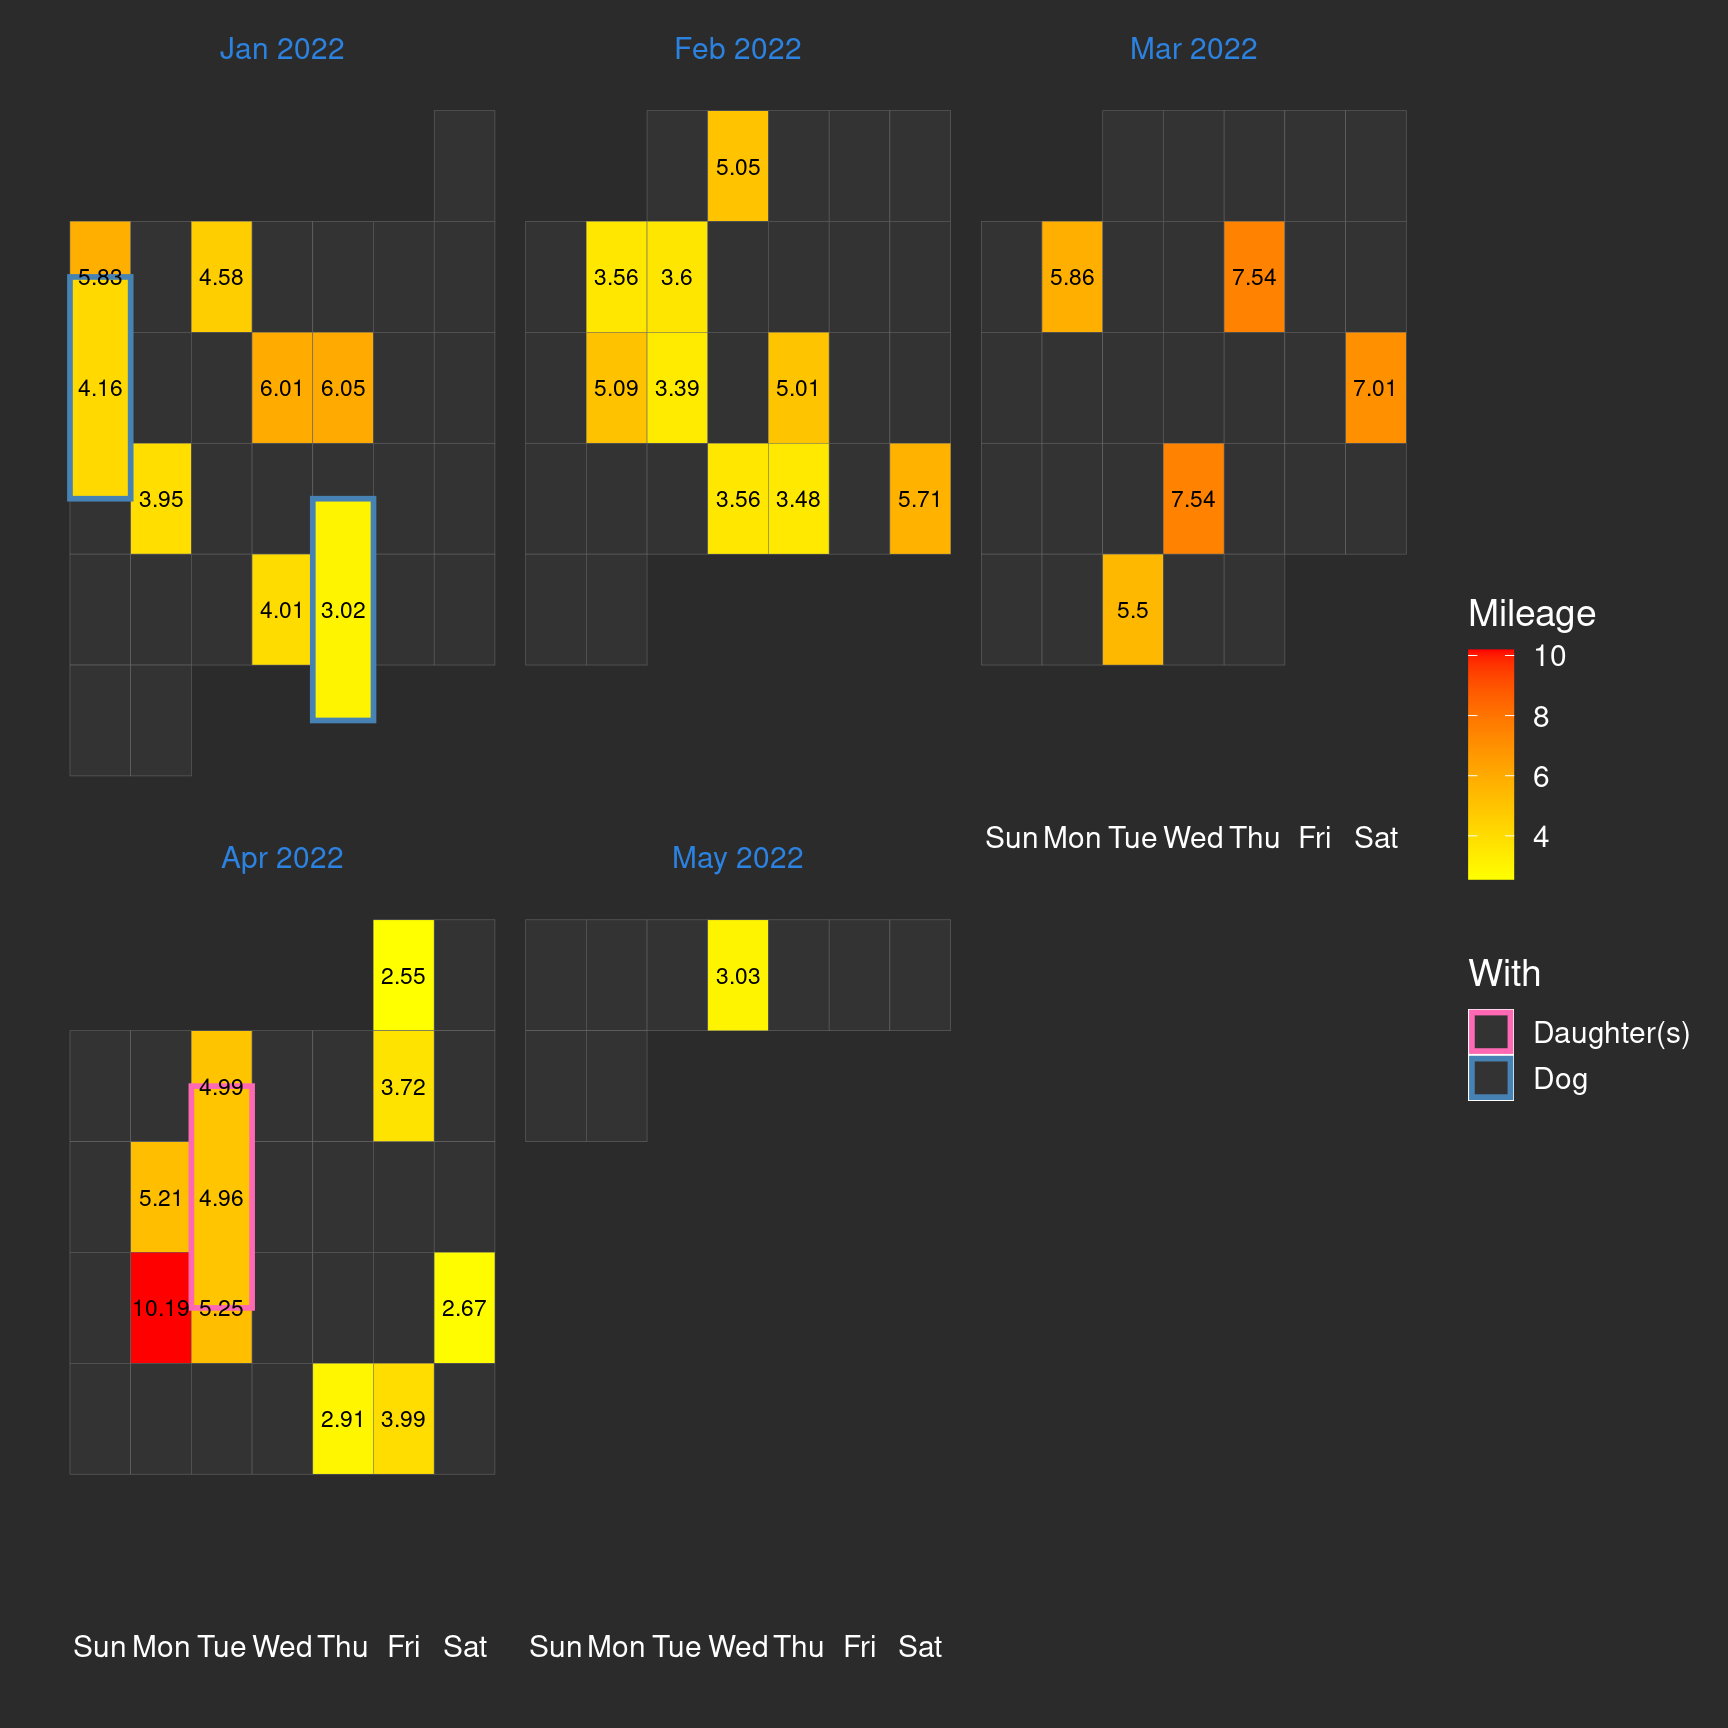 Jan 2022 Feb 2022 Mar 2022
5.05
5.83 4.58 3.56 3.6 5.86 7.54
4.16 6.01 6.05 5.09 3.39 5.01 7.01
3.95 3.56 3.48 5.71 7.54
4.01 3.02 5.5
Mileage
10
8
6
4
Sun Mon Tue Wed Thu Fri Sat
Apr 2022 May 2022
2.55 3.03
With
Daughter(s)
Dog
4.99 3.72
5.21 4.96
10.19 5.25 2.67
2.91 3.99
Sun Mon Tue Wed Thu Fri Sat Sun Mon Tue Wed Thu Fri Sat